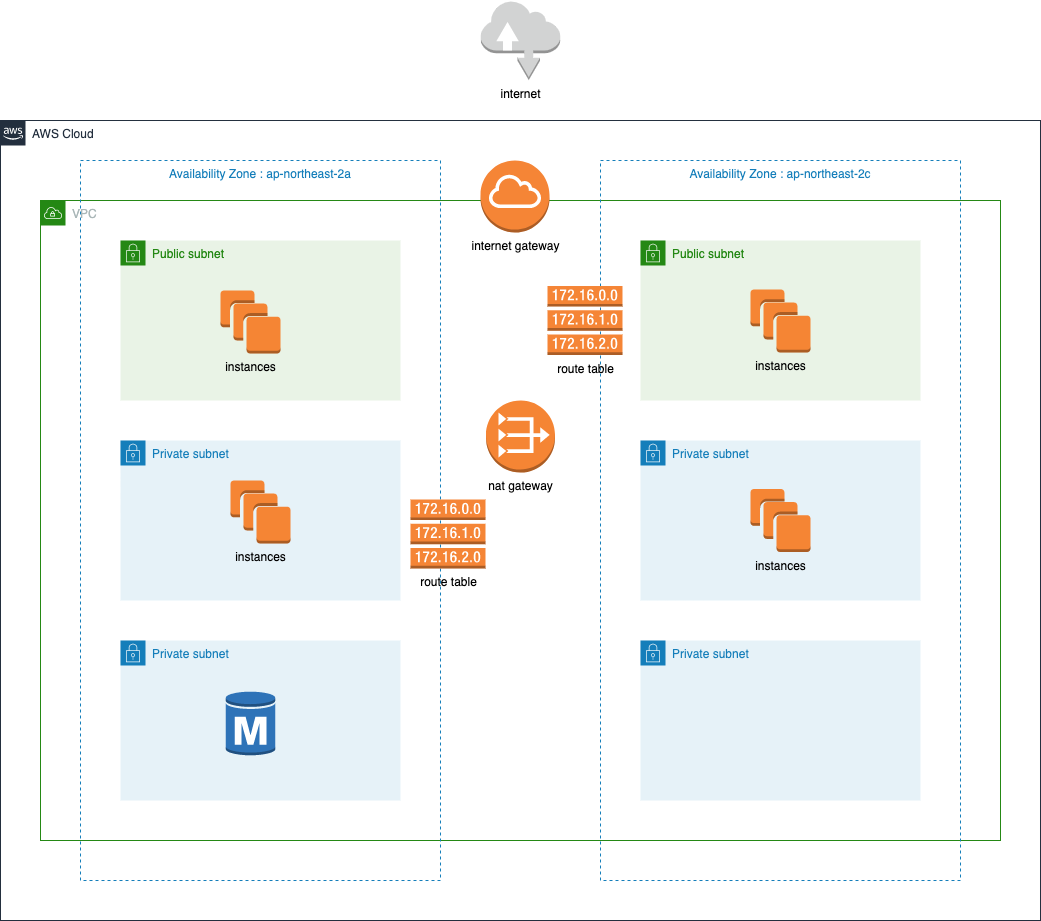 internet
aws
AWS Cloud
Availability Zone : ap-northeast-2a
Availability Zone : ap-northeast-2c
VPC
internet gateway
Public subnet
Public subnet
172.16.0.0
172.16.1.0
172.16.2.0
route table
instances
instances
Private subnet
Private subnet
nat gateway
172.16.0.0
172.16.1.0
172.16.2.0
route table
instances
instances
Private subnet
Private subnet
M